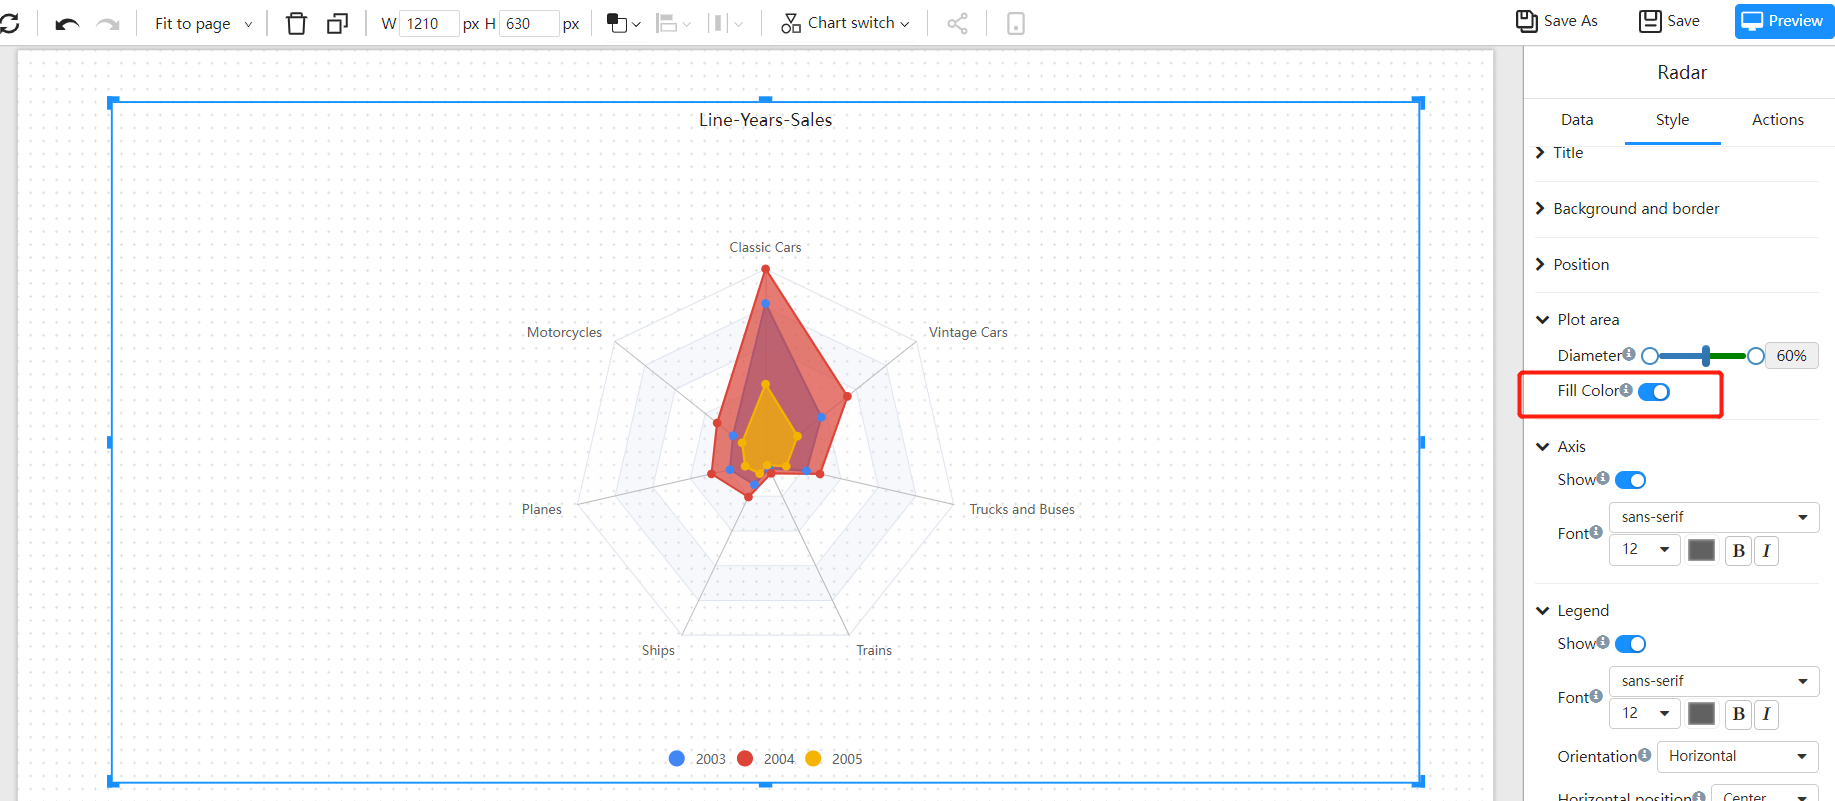 Fit to page W 1210 px H 630 px Chart switch Save As Save Preview
Radar
Data Style Actions
Title
Background and border
Position
Plot area
Diameter 60%
Fill Color
Axis
Show
Font sans-serif
12 B I
Legend
Show
Font sans-serif
12 B I
Orientation Horizontal
Horizontal position Center
Line-Years-Sales
Classic Cars
Motorcycles Vintage Cars
Planes Trucks and Buses
Ships Trains
2003 2004 2005